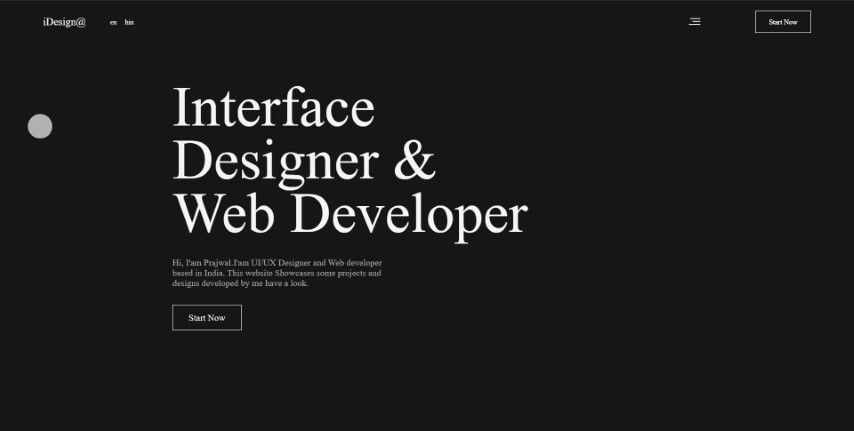 iDesign@ en hin Start Now
Interface
Designer &
Web Developer
Hi, I'am Prajwal.I'am UI/UX Designer and Web developer
based in India. This website Showcases some projects and
designs developed by me have a look.
Start Now